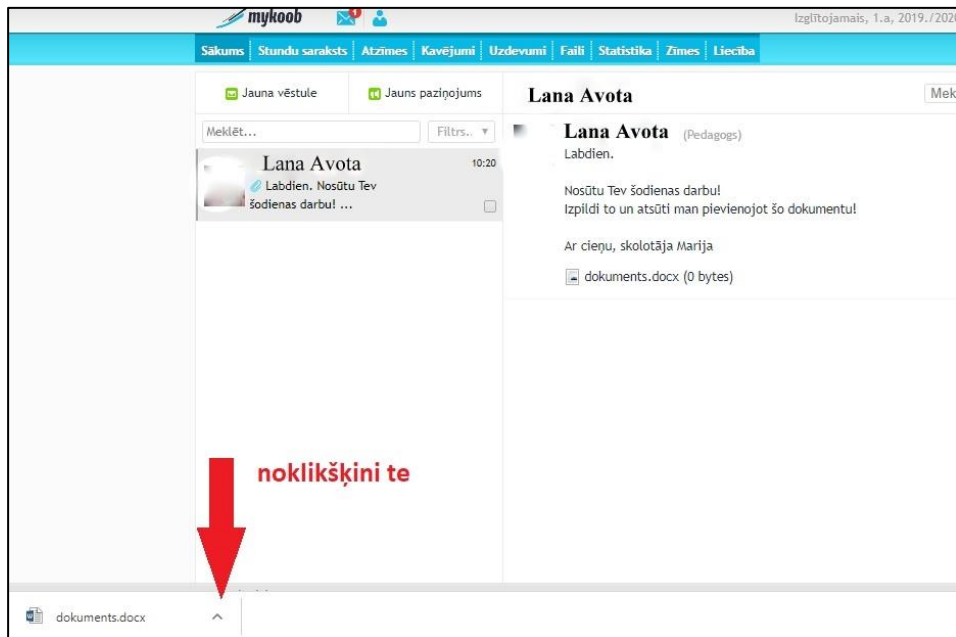 mykoob
1
Izglītojamais, 1.a, 2019./2020
Sākums Stundu saraksts Atzīmes Kavējumi Uzdevumi Faili Statistika Zīmes Liecība
Jauna vēstule Jauns paziņojums
Meklēt... Filtrs..
Lana Avota 10:20
Labdien. Nosūtu Tev
šodienas darbu! ...
Lana Avota Mek
Lana Avota (Pedagogs)
Labdien.
Nosūtu Tev šodienas darbu!
Izpildi to un atsūti man pievienojot šo dokumentu!
Ar cieņu, skolotāja Marija
dokuments.docx (0 bytes)
noklikšķini te
dokuments.docx